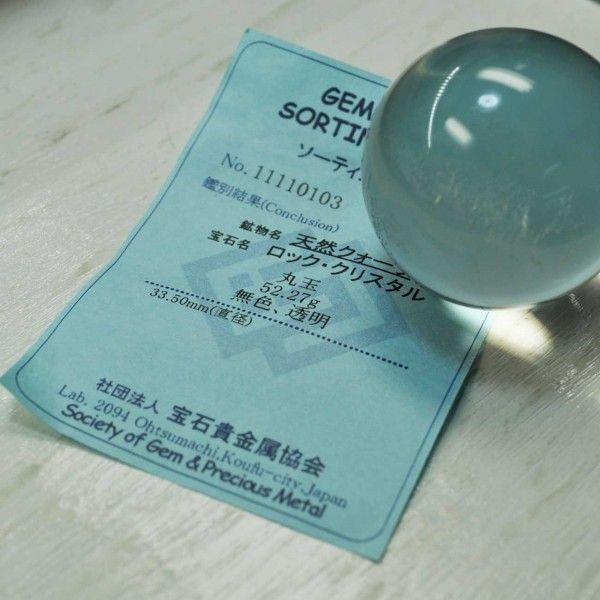 GEM
SORTIN
ソーティ
No. 11110103
鑑別結果(Conclusion)
鉱物名 天然クォー
宝石名 ロック・クリスタル
丸玉
52.27g
無色、透明
33.50mm(直径)
社団法人 宝石貴金属協会
Lab. 2094 Ohtsumachi,Koufu-city,Japan
Society of Gem & Precious Metal